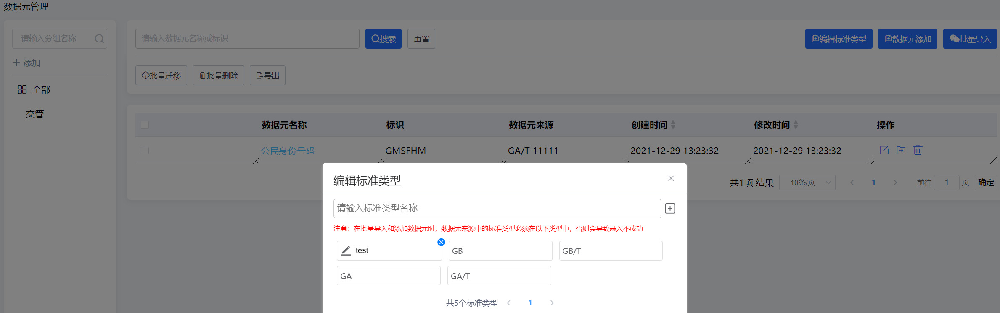 数据元管理
请输入分组名称
添加
全部
交管
请输入数据元名称或标识
搜索
重置
编辑标准类型
数据元添加
批量导入
批量迁移
批量删除
导出
数据元名称 标识 数据元来源 创建时间 修改时间 操作
公民身份号码 GMSFHM GA/T 11111 2021-12-29 13:23:32 2021-12-29 13:23:32
共1项 结果 10条/页 1 前往 1 页 确定
编辑标准类型
请输入标准类型名称
注意：在批量导入和添加数据元时，数据元来源中的标准类型必须在以下类型中，否则会导致录入不成功
test GB GB/T
GA GA/T
共5个标准类型 1